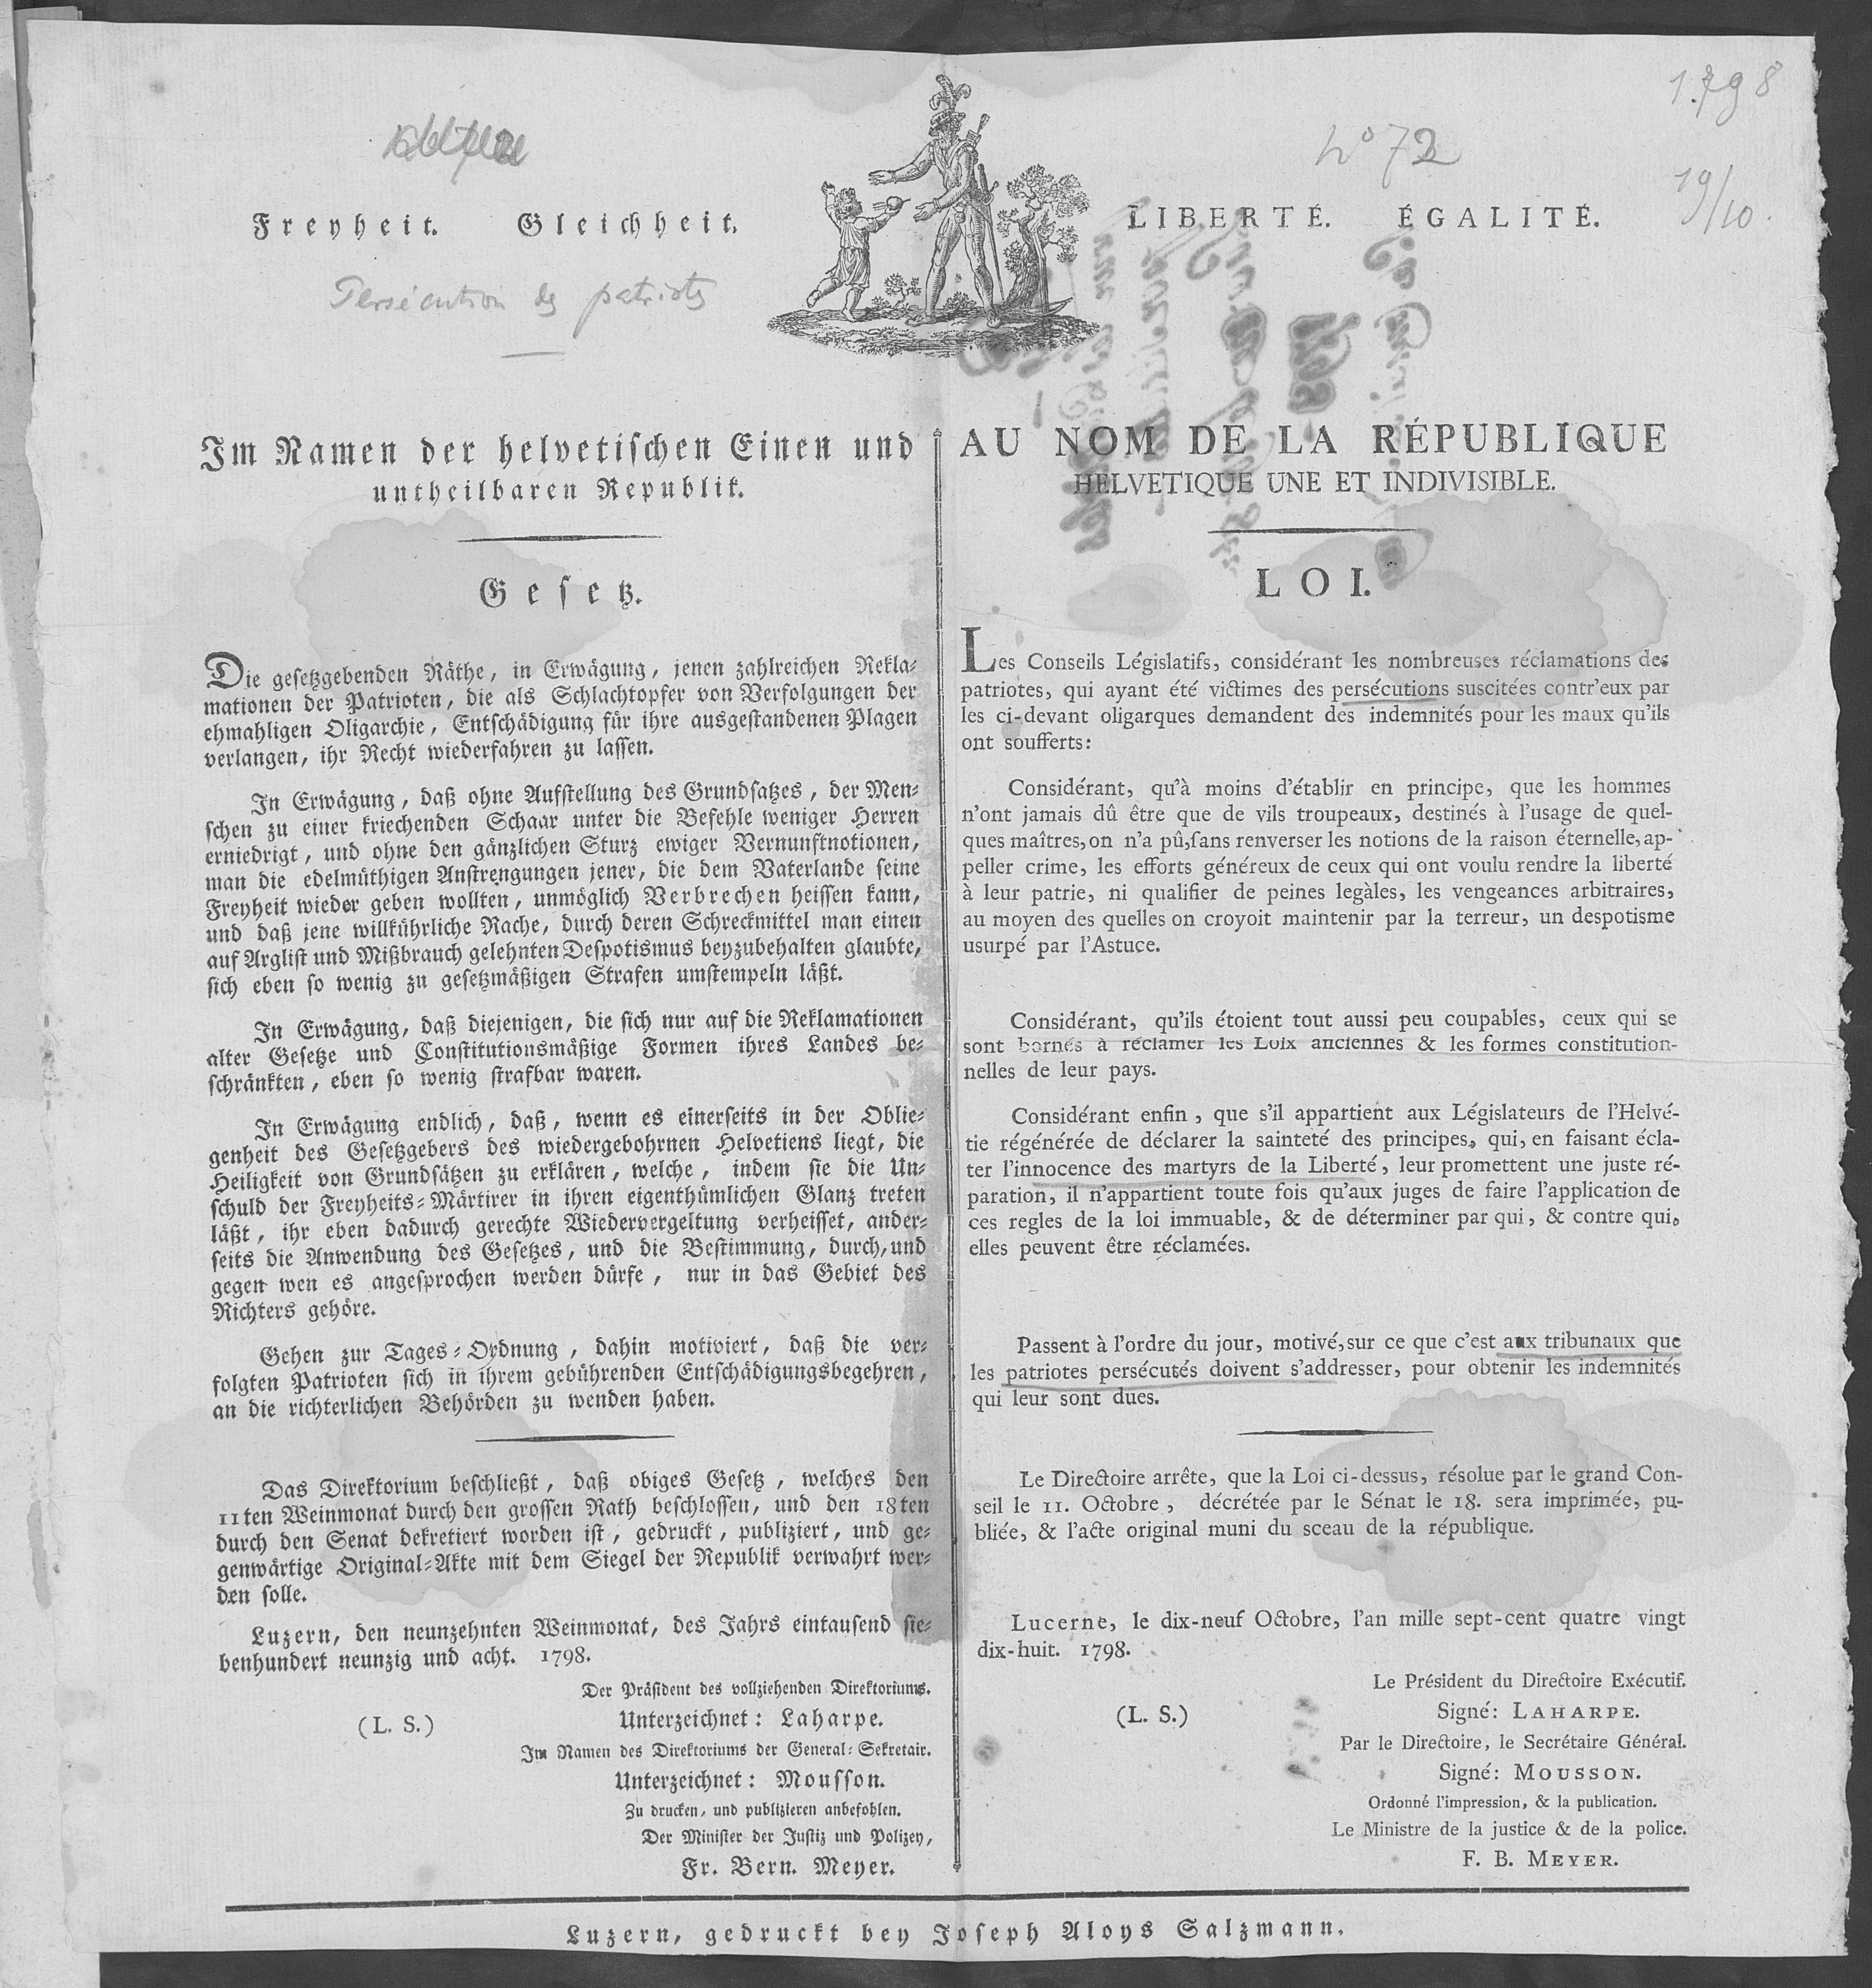 1798
No 72
19/10.
Freyheit. Gleichheit.
LIBERTÉ. ÉGALITÉ.
Persécution des patriotes
Im Namen der helvetischen Einen und
untheilbaren Republik.
Gesetz.
Die gesetzgebenden Räthe, in Erwägung, jenen zahlreichen Rekla-
mationen der Patrioten, die als Schlachtopfer von Verfolgungen der
ehmahligen Oligarchie, Entschädigung für ihre ausgestandenen Plagen
verlangen, ihr Recht wiederfahren zu lassen.
In Erwägung, daß ohne Aufstellung des Grundsatzes, der Men-
schen zu einer kriechenden Schaar unter die Befehle weniger Herren
erniedrigt, und ohne den gänzlichen Sturz ewiger Vernunftnotionen,
man die edelmüthigen Anstrengungen jener, die dem Vaterlande seine
Freyheit wieder geben wollten, unmöglich Verbrechen heissen kann,
und daß jene willkührliche Rache, durch deren Schreckmittel man einen
auf Arglist und Mißbrauch gelehnten Despotismus beyzubehalten glaubte,
sich eben so wenig zu gesetzmäßigen Strafen umstempeln läßt.
In Erwägung, daß diejenigen, die sich nur auf die Reklamationen
alter Gesetze und Constitutionsmäßige Formen ihres Landes be-
schränkten, eben so wenig strafbar waren.
In Erwägung endlich, daß, wenn es einerseits in der Oblie-
genheit des Gesetzgebers des wiedergebohrnen Helvetiens liegt, die
Heiligkeit von Grundsätzen zu erklären, welche, indem sie die Un-
schuld der Freyheits-Märtirer in ihren eigenthümlichen Glanz treten
läßt, ihr eben dadurch gerechte Wiedervergeltung verheisset, ander-
seits die Anwendung des Gesetzes, und die Bestimmung, durch, und
gegen wen es angesprochen werden dürfe, nur in das Gebiet des
Richters gehöre.
Gehen zur Tages-Ordnung, dahin motiviert, daß die ver-
folgten Patrioten sich in ihrem gebührenden Entschädigungsbegehren,
an die richterlichen Behörden zu wenden haben.
Das Direktorium beschließt, daß obiges Gesetz, welches den
11ten Weinmonat durch den grossen Rath beschlossen, und den 18ten
durch den Senat dekretiert worden ist, gedruckt, publiziert, und ge-
genwärtige Original-Akte mit dem Siegel der Republik verwahrt wer-
den solle.
Luzern, den neunzehnten Weinmonat, des Jahrs eintausend sie-
benhundert neunzig und acht. 1798.
Der Präsident des vollziehenden Direktoriums.
(L. S.) Unterzeichnet: Laharpe.
Im Namen des Direktoriums der General-Sekretair.
Unterzeichnet: Mousson.
Zu drucken, und publizieren anbefohlen.
Der Minister der Justiz und Polizey,
Fr. Bern. Meyer.
AU NOM DE LA RÉPUBLIQUE
HELVETIQUE UNE ET INDIVISIBLE.
LOI.
Les Conseils Législatifs, considérant les nombreuses réclamations des
patriotes, qui ayant été victimes des persécutions suscitées contr'eux par
les ci-devant oligarques demandent des indemnités pour les maux qu'ils
ont soufferts:
Considérant, qu'à moins d'établir en principe, que les hommes
n'ont jamais dû être que de vils troupeaux, destinés à l'usage de quel-
ques maîtres, on n'a pû, sans renverser les notions de la raison éternelle, ap-
peller crime, les efforts généreux de ceux qui ont voulu rendre la liberté
à leur patrie, ni qualifier de peines legàles, les vengeances arbitraires,
au moyen des quelles on croyoit maintenir par la terreur, un despotisme
usurpé par l'Astuce.
Considérant, qu'ils étoient tout aussi peu coupables, ceux qui se
sont bornés à réclamer les Loix anciennes & les formes constitution-
nelles de leur pays.
Considérant enfin, que s'il appartient aux Législateurs de l'Helvé-
tie régénérée de déclarer la sainteté des principes, qui, en faisant écla-
ter l'innocence des martyrs de la Liberté, leur promettent une juste ré-
paration, il n'appartient toute fois qu'aux juges de faire l'application de
ces regles de la loi immuable, & de déterminer par qui, & contre qui,
elles peuvent être réclamées.
Passent à l'ordre du jour, motivé, sur ce que c'est aux tribunaux que
les patriotes persécutés doivent s'addresser, pour obtenir les indemnités
qui leur sont dues.
Le Directoire arrête, que la Loi ci-dessus, résolue par le grand Con-
seil le 11. Octobre, décrétée par le Sénat le 18. sera imprimée, pu-
bliée, & l'acte original muni du sceau de la république.
Lucerne, le dix-neuf Octobre, l'an mille sept-cent quatre vingt
dix-huit. 1798.
Le Président du Directoire Exécutif.
(L. S.) Signé: LAHARPE.
Par le Directoire, le Secrétaire Général.
Signé: MOUSSON.
Ordonné l'impression, & la publication.
Le Ministre de la justice & de la police.
F. B. MEYER.
Luzern, gedruckt bey Joseph Aloys Salzmann.